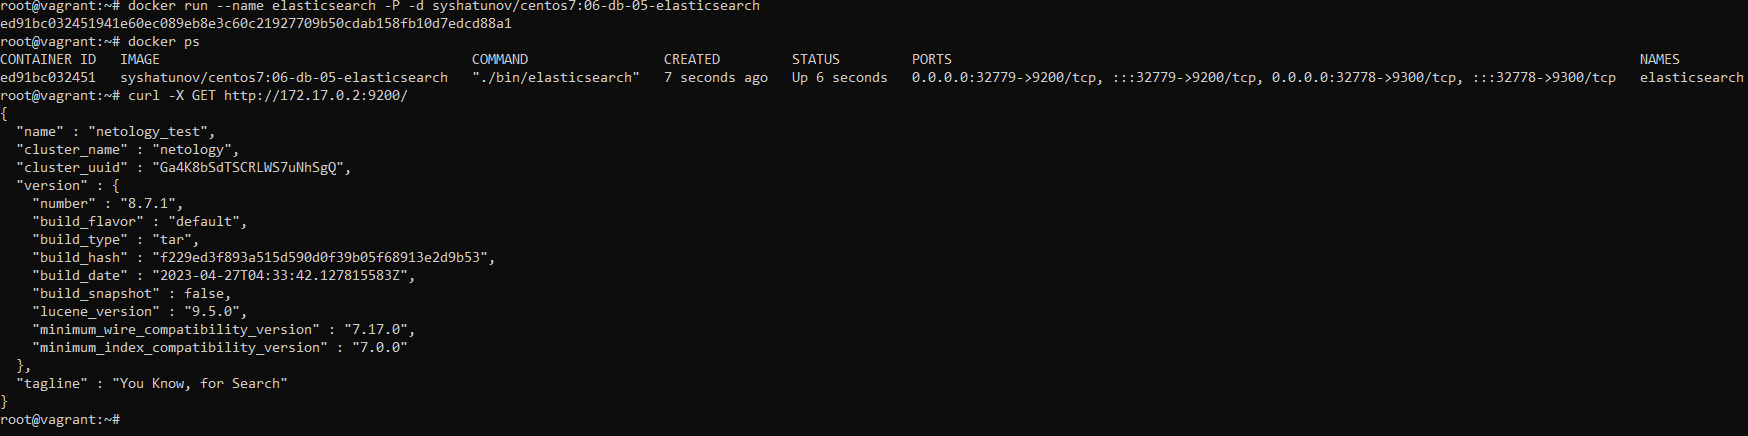 root@vagrant:~# docker run --name elasticsearch -P -d syshatunov/centos7:06-db-05-elasticsearch
ed91bc032451941e60ec089eb8e3c60c21927709b50cdab158fb10d7edcd88a1
root@vagrant:~# docker ps
CONTAINER ID   IMAGE                                       COMMAND                 CREATED         STATUS         PORTS                                                                                      NAMES
ed91bc032451   syshatunov/centos7:06-db-05-elasticsearch   "./bin/elasticsearch"   7 seconds ago   Up 6 seconds   0.0.0.0:32779->9200/tcp, :::32779->9200/tcp, 0.0.0.0:32778->9300/tcp, :::32778->9300/tcp   elasticsearch
root@vagrant:~# curl -X GET http://172.17.0.2:9200/
{
  "name" : "netology_test",
  "cluster_name" : "netology",
  "cluster_uuid" : "Ga4K8bSdTSCRLWS7uNhSgQ",
  "version" : {
    "number" : "8.7.1",
    "build_flavor" : "default",
    "build_type" : "tar",
    "build_hash" : "f229ed3f893a515d590d0f39b05f68913e2d9b53",
    "build_date" : "2023-04-27T04:33:42.127815583Z",
    "build_snapshot" : false,
    "lucene_version" : "9.5.0",
    "minimum_wire_compatibility_version" : "7.17.0",
    "minimum_index_compatibility_version" : "7.0.0"
  },
  "tagline" : "You Know, for Search"
}
root@vagrant:~#